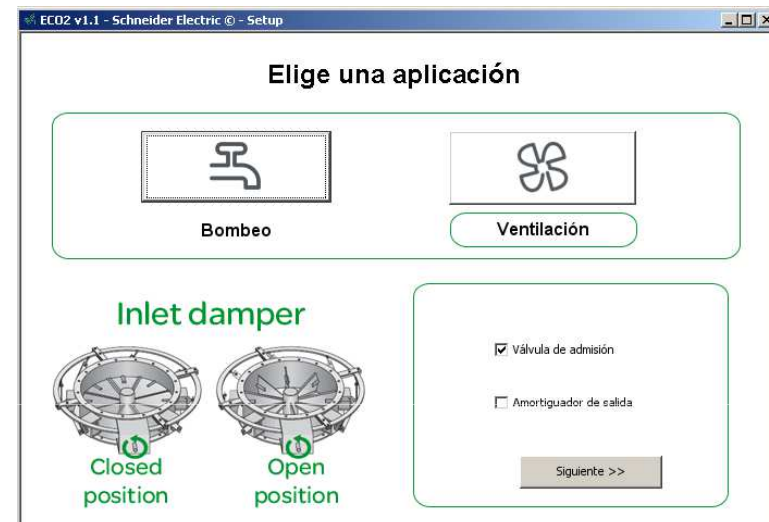 ECO2 v1.1 - Schneider Electric © - Setup
Elige una aplicación
Bombeo
Ventilación
Inlet damper
Closed
position
Open
position
Válvula de admisión
Amortiguador de salida
Siguiente >>